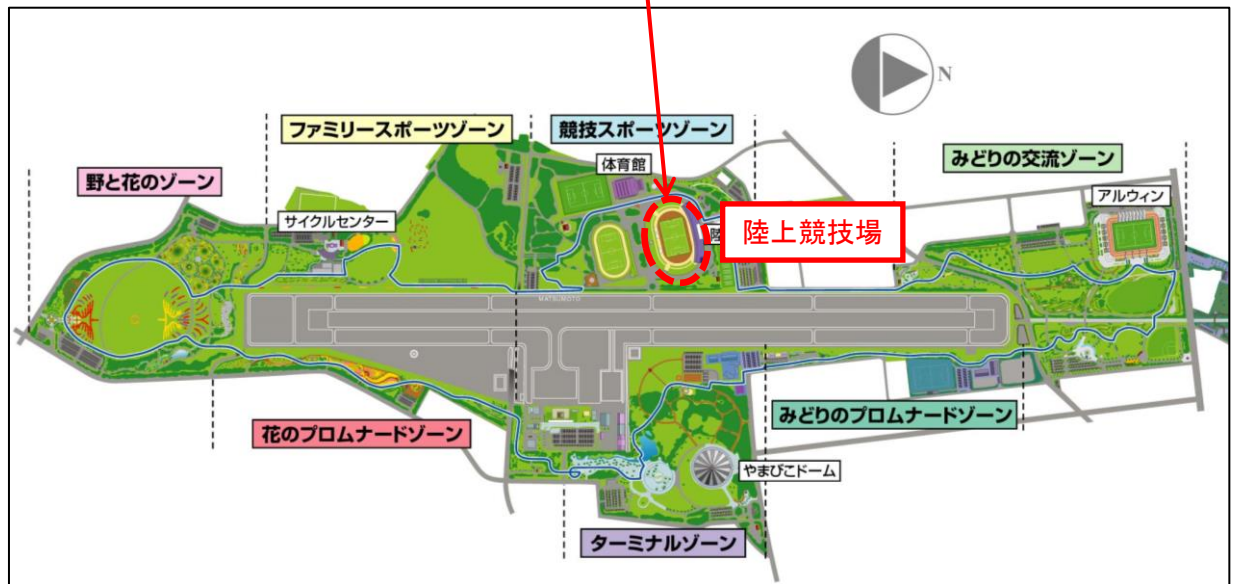 N
ファミリースポーツゾーン
競技スポーツゾーン
みどりの交流ゾーン
体育館
野と花のゾーン
アルウィン
サイクルセンター
陸
陸上競技場
MATSUMOTO
花のプロムナードゾーン
みどりのプロムナードゾーン
やまびこドーム
ターミナルゾーン